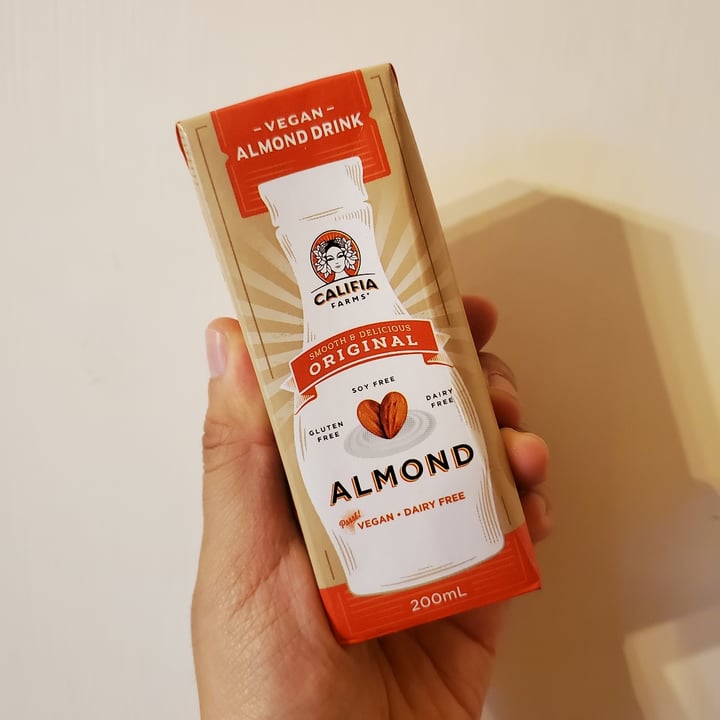 - VEGAN -
ALMOND DRINK
CALIFIA
FARMS®
SMOOTH & DELICIOUS
ORIGINAL
SOY FREE
GLUTEN
FREE
DAIRY
FREE
ALMOND
Pssst! VEGAN • DAIRY FREE
200mL